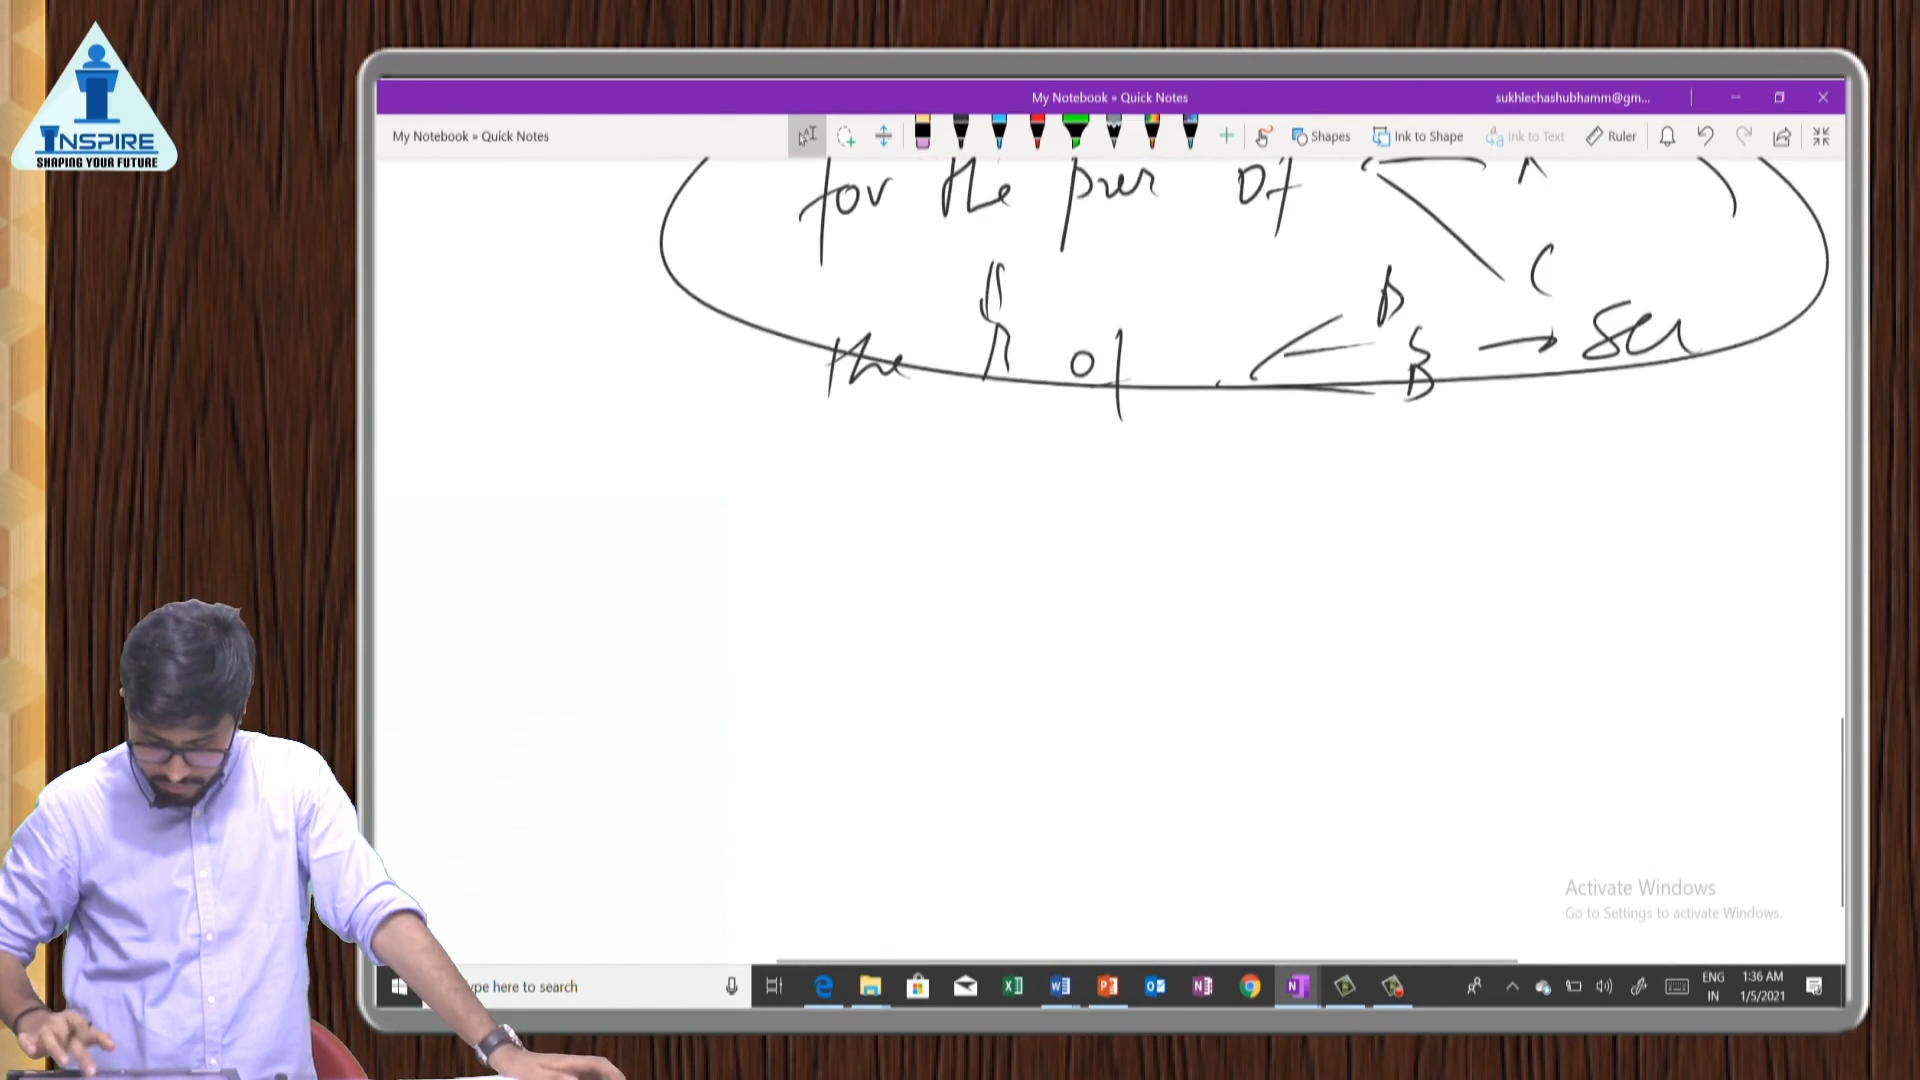 INSPIRE
SHAPING YOUR FUTURE
My Notebook » Quick Notes
sukhlechashubhamm@gm...
My Notebook » Quick Notes
Shapes
Ink to Shape
Ink to Text
Ruler
for the pur of
C
the of
B
Activate Windows
Go to Settings to activate Windows.
ype here to search
ENG
IN
1:36 AM
1/5/2021